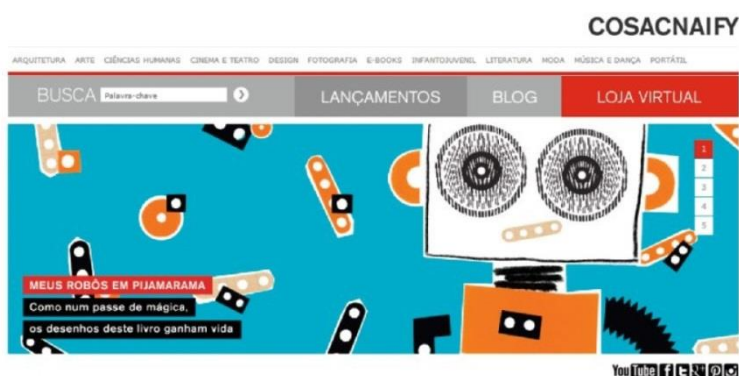 COSACNAIFY
ARQUITETURA ARTE CIÊNCIAS HUMANAS CINEMA E TEATRO DESIGN FOTOGRAFIA E-BOOKS INFANTOJUVENIL LITERATURA MODA MÚSICA E DANÇA PORTÁTIL
BUSCA Palavra-chave LANÇAMENTOS BLOG LOJA VIRTUAL
1
2
3
4
5
MEUS ROBÔS EM PIJAMARAMA
Como num passe de mágica,
os desenhos deste livro ganham vida
You Tube